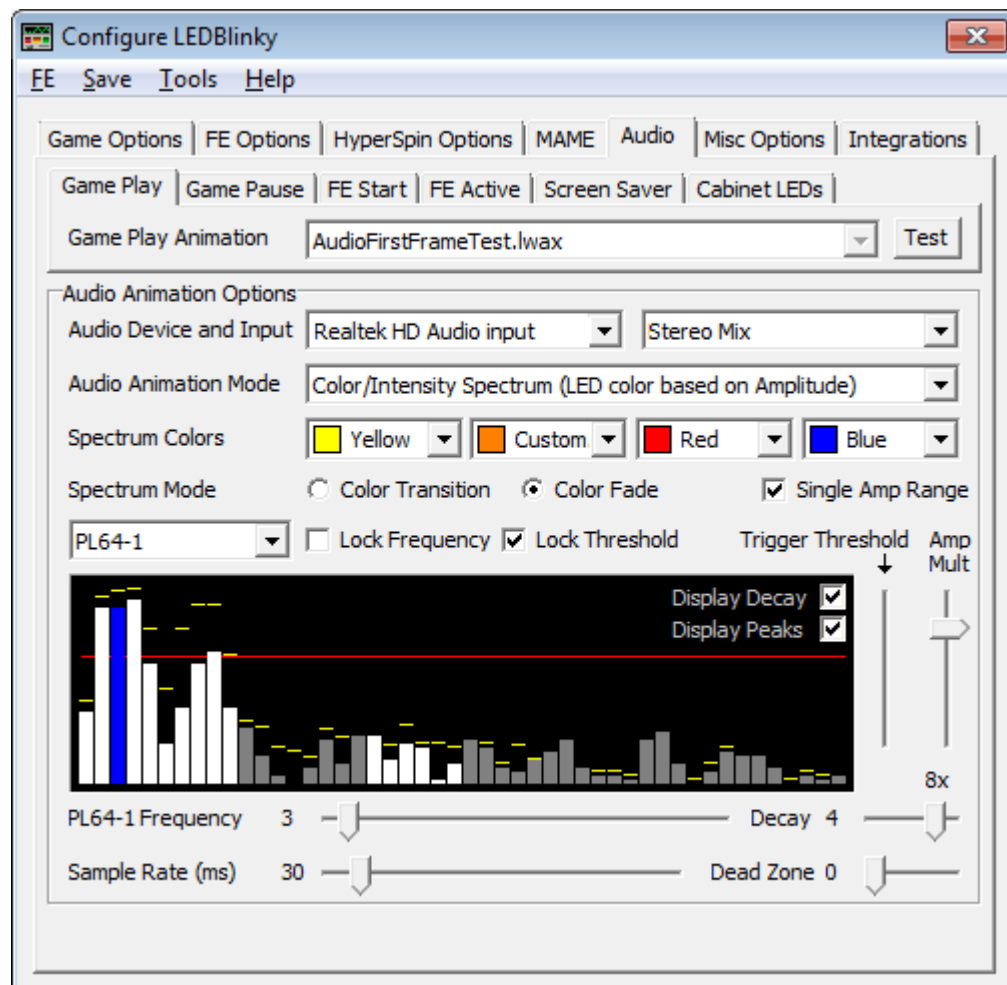 Configure LEDBlinky
FE Save Tools Help
Game Options FE Options HyperSpin Options MAME Audio Misc Options Integrations
Game Play Game Pause FE Start FE Active Screen Saver Cabinet LEDs
Game Play Animation AudioFirstFrameTest.lwax Test
Audio Animation Options
Audio Device and Input Realtek HD Audio input Stereo Mix
Audio Animation Mode Color/Intensity Spectrum (LED color based on Amplitude)
Spectrum Colors Yellow Custom Red Blue
Spectrum Mode Color Transition Color Fade Single Amp Range
PL64-1 Lock Frequency Lock Threshold Trigger Threshold Amp
Mult
Display Decay
Display Peaks
8x
PL64-1 Frequency 3 Decay 4
Sample Rate (ms) 30 Dead Zone 0